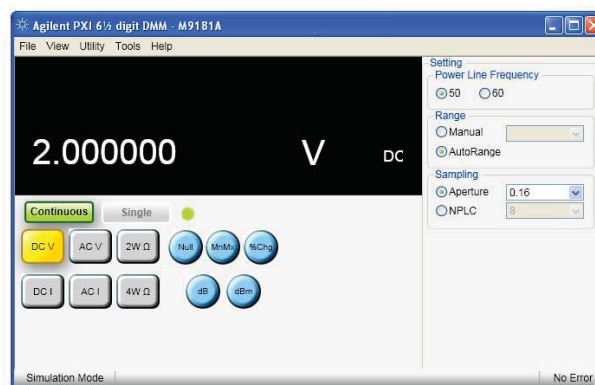 Agilent PXI 6½ digit DMM - M9181A
File View Utility Tools Help
2.000000 V DC
Setting
Power Line Frequency
50 60
Range
Manual
AutoRange
Sampling
Aperture 0.16
NPLC 8
Continuous Single
DC V AC V 2W Ω Null MnMx %Chg
DC I AC I 4W Ω dB dBm
Simulation Mode No Error